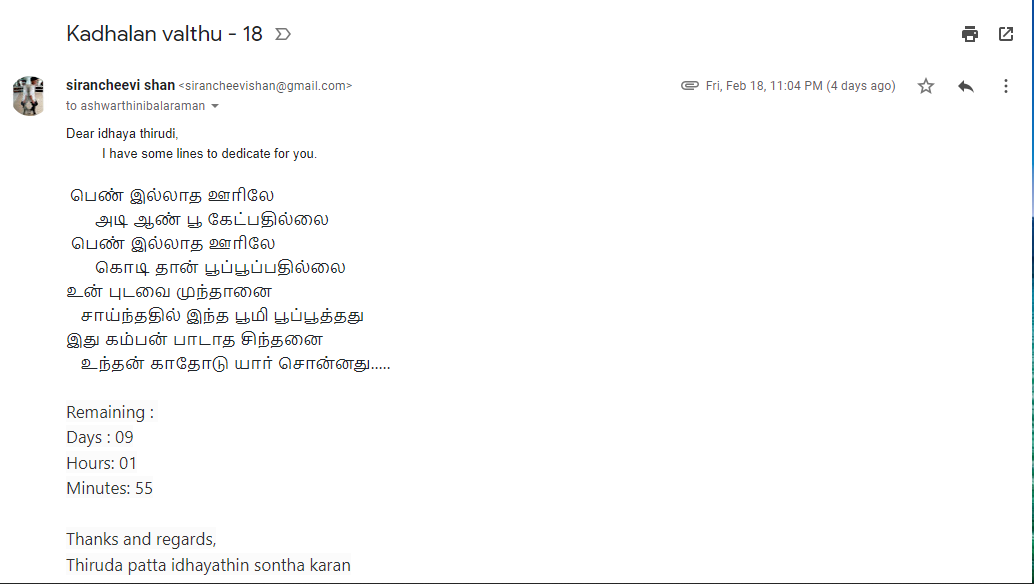 Kadhalan valthu - 18
sirancheevi shan <sirancheevishan@gmail.com>
Fri, Feb 18, 11:04 PM (4 days ago)
to ashwarthinibalaraman
Dear idhaya thirudi,
I have some lines to dedicate for you.
பெண் இல்லாத ஊரிலே
அடி ஆண் பூ கேட்பதில்லை
பெண் இல்லாத ஊரிலே
கொடி தான் பூப்பூப்பதில்லை
உன் புடவை முந்தானை
சாய்ந்ததில் இந்த பூமி பூப்பூத்தது
இது கம்பன் பாடாத சிந்தனை
உந்தன் காதோடு யார் சொன்னது.....
Remaining :
Days : 09
Hours: 01
Minutes: 55
Thanks and regards,
Thiruda patta idhayathin sontha karan